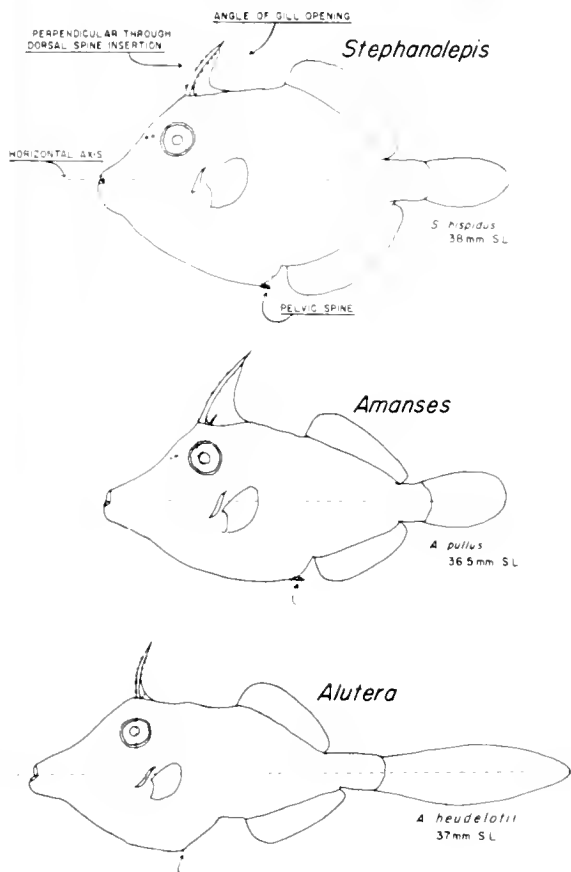 ANGLE OF GILL OPENING
PERPENDICULAR THROUGH
DORSAL SPINE INSERTION
Stephanolepis
HORIZONTAL AXIS
S. hispidus
38mm SL
PELVIC SPINE
Amanses
A. pullus
36.5mm SL
Alutera
A heudelotii
37mm SL